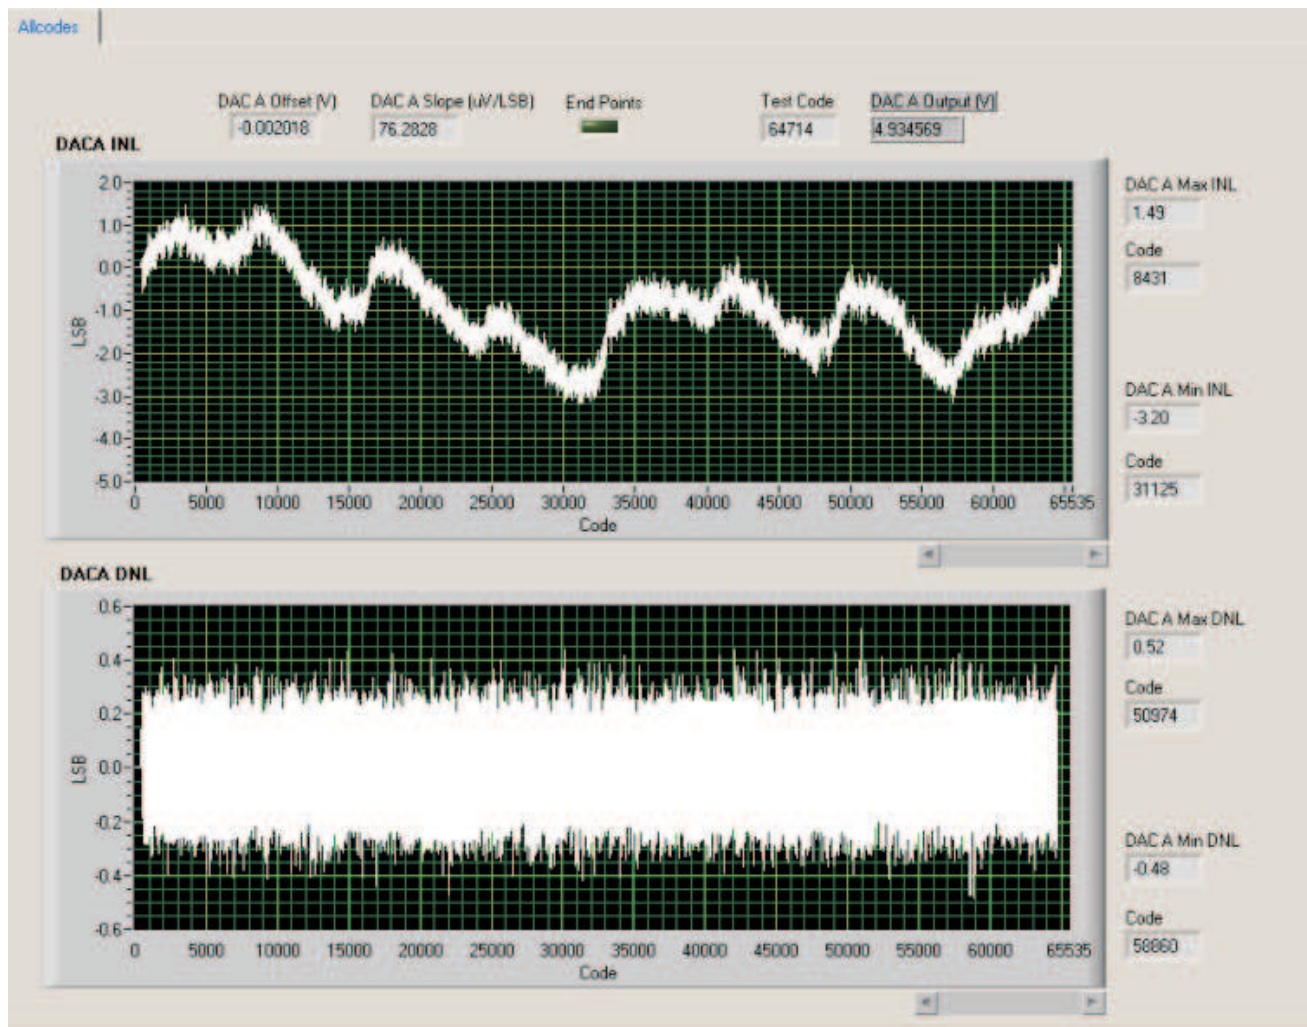 Allcodes
DAC A Offset (V) DAC A Slope (uV/LSB) End Points Test Code DAC A Output (V)
-0.002018 76.2828 64714 4.934569
DACA INL
2.0
1.0
0.0
-1.0
-2.0
-3.0
-4.0
-5.0
LSB
0 5000 10000 15000 20000 25000 30000 35000 40000 45000 50000 55000 60000 65535
Code
DAC A Max INL
1.49
Code
8431
DAC A Min INL
-3.20
Code
31125
DACA DNL
0.6
0.4
0.2
0.0
-0.2
-0.4
-0.6
LSB
0 5000 10000 15000 20000 25000 30000 35000 40000 45000 50000 55000 60000 65535
Code
DAC A Max DNL
0.52
Code
50974
DAC A Min DNL
-0.48
Code
58860